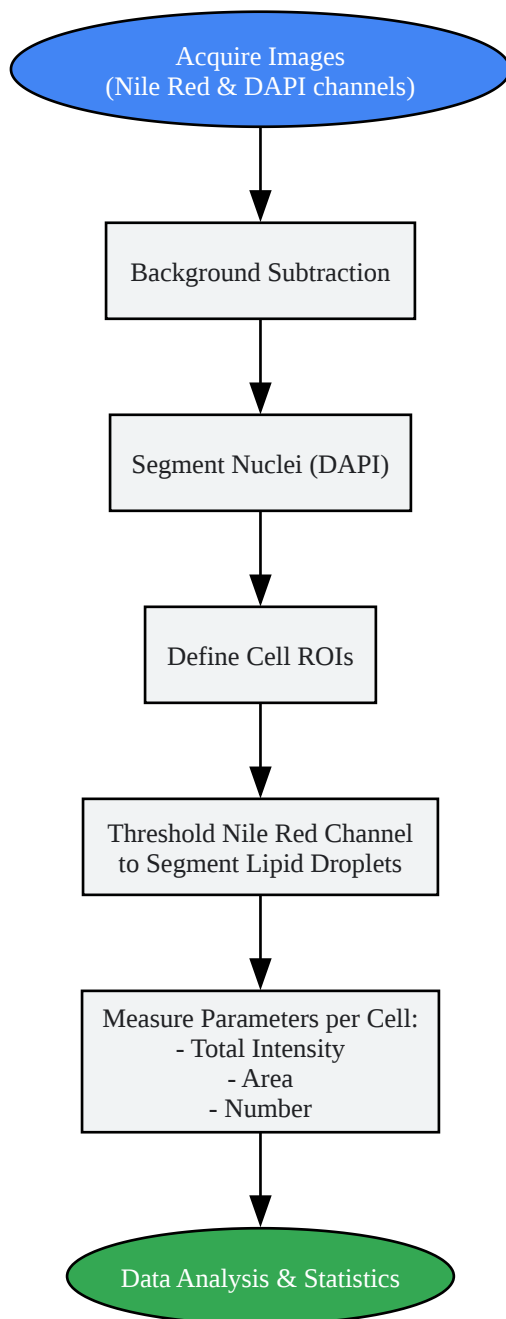 Acquire Images
(Nile Red & DAPI channels)
Background Subtraction
Segment Nuclei (DAPI)
Define Cell ROIs
Threshold Nile Red Channel
to Segment Lipid Droplets
Measure Parameters per Cell:
- Total Intensity
- Area
- Number
Data Analysis & Statistics